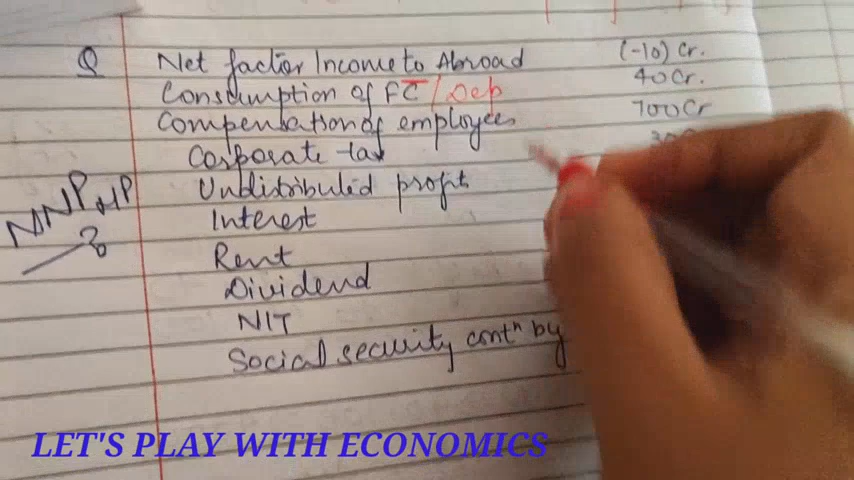 Q Net factor Income to Abroad (-10) Cr.
Consumption of FC / Dep 40 Cr.
Compensation of employees 700 Cr
Corporate tax
Undistributed profit
Interest
Rent
Dividend
NIT
Social security contn by
NNP MP
?
LET'S PLAY WITH ECONOMICS